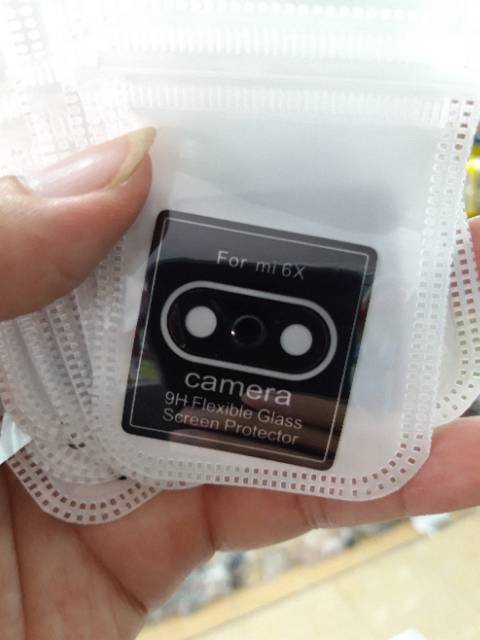 For mi 6X
camera
9H Flexible Glass
Screen Protector